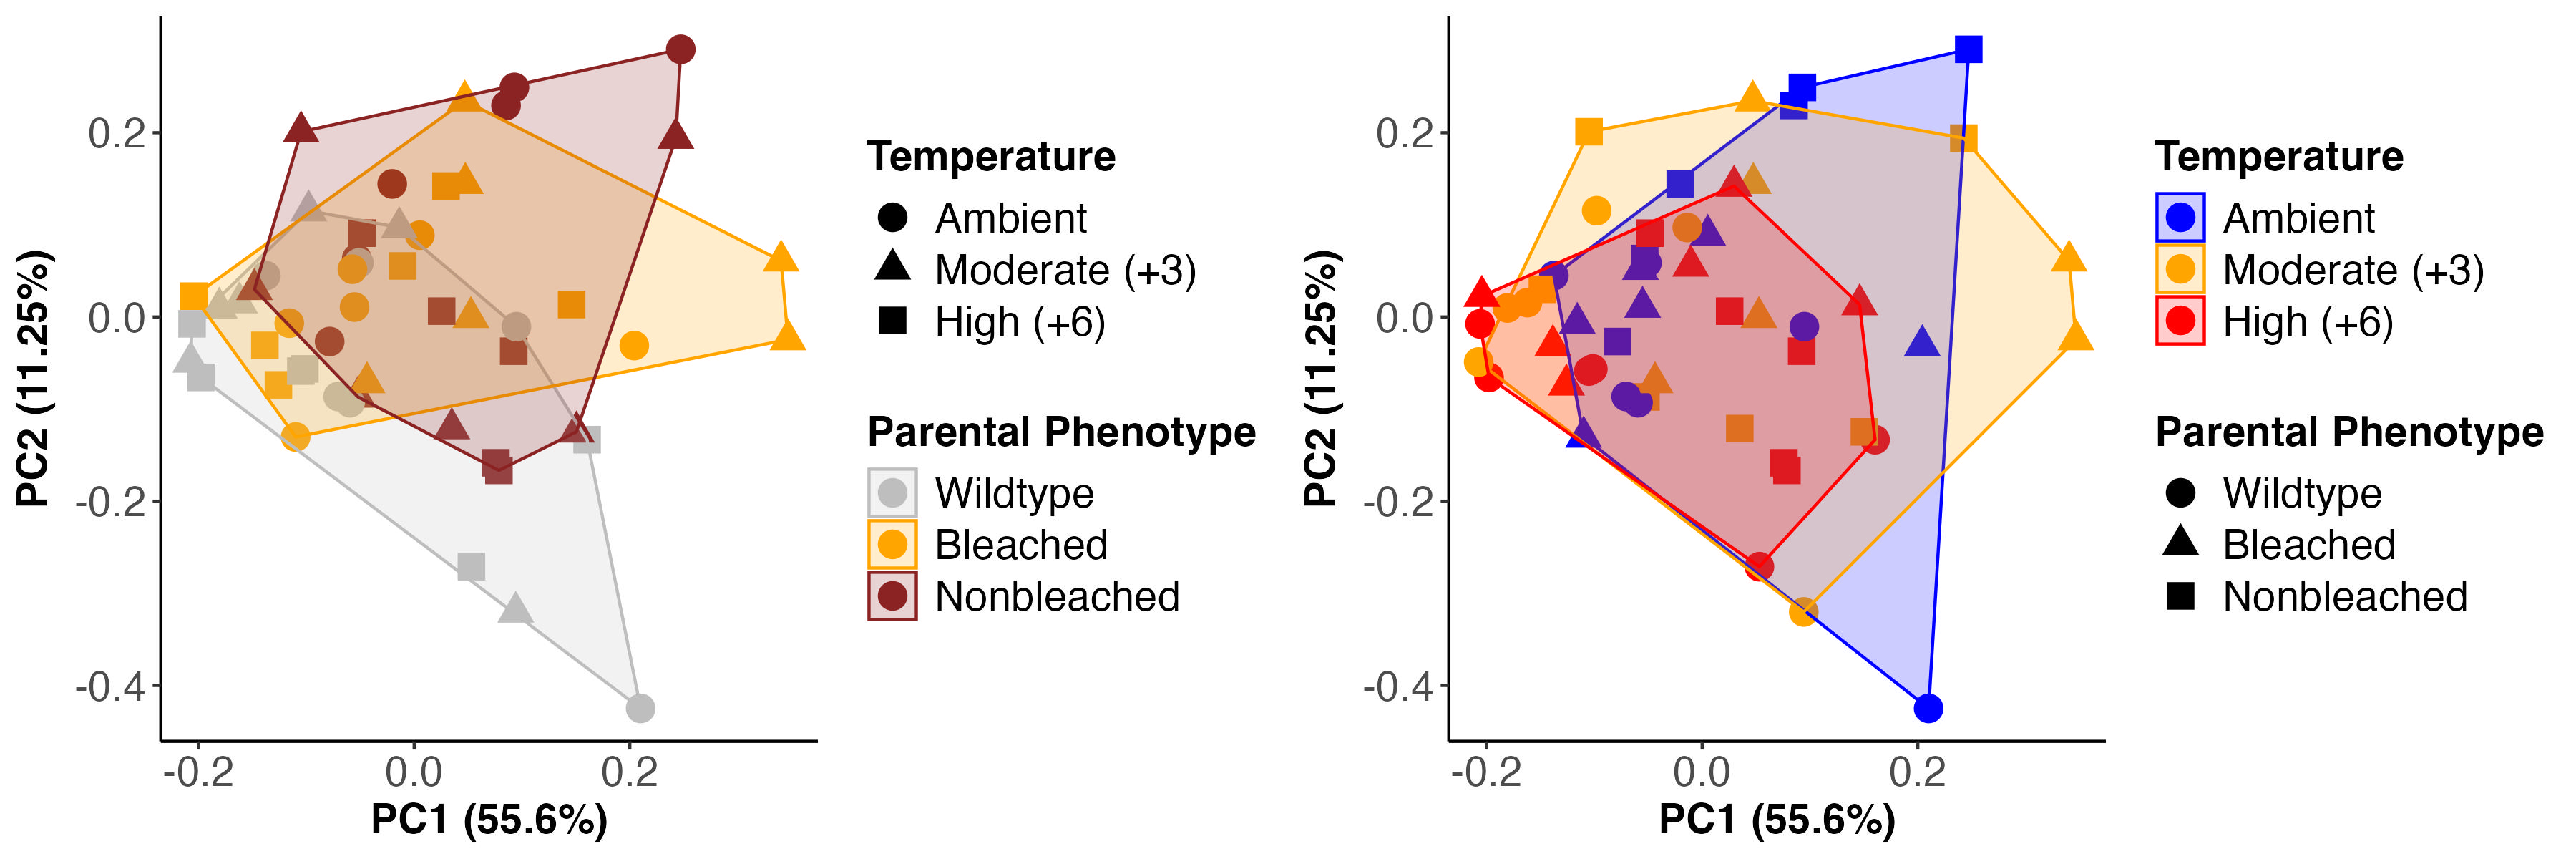 0.2
0.0
-0.2
-0.4
PC2 (11.25%)
-0.2 0.0 0.2
PC1 (55.6%)
Temperature
Ambient
Moderate (+3)
High (+6)
Parental Phenotype
Wildtype
Bleached
Nonbleached
0.2
0.0
-0.2
-0.4
PC2 (11.25%)
-0.2 0.0 0.2
PC1 (55.6%)
Temperature
Ambient
Moderate (+3)
High (+6)
Parental Phenotype
Wildtype
Bleached
Nonbleached